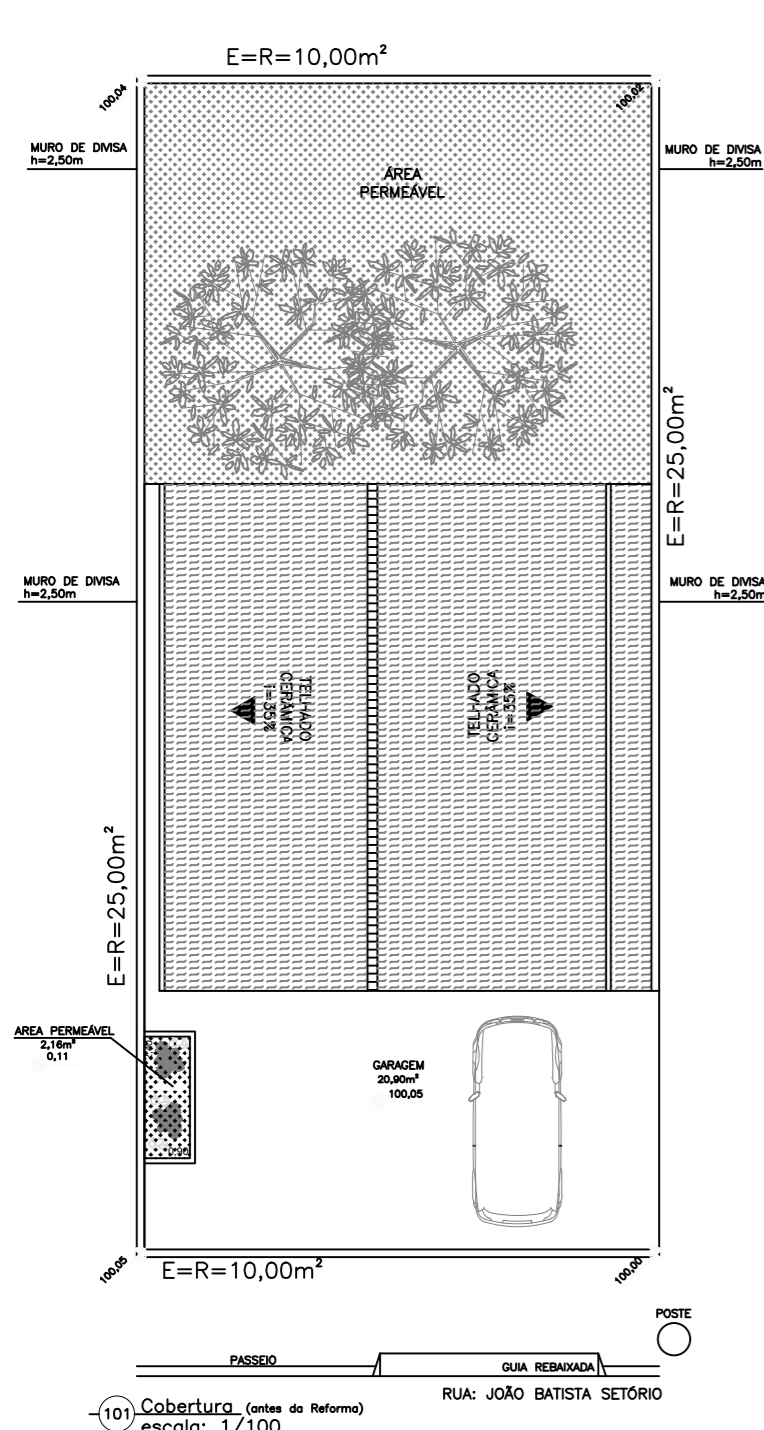 E=R=10,00m²
100,04
100,02
MURO DE DIVISA
h=2,50m
MURO DE DIVISA
h=2,50m
ÁREA
PERMEÁVEL
E=R=25,00m²
MURO DE DIVISA
h=2,50m
MURO DE DIVISA
h=2,50m
TELHADO
CERÂMICA
i=35%
TELHADO
CERÂMICA
i=35%
E=R=25,00m²
AREA PERMEÁVEL
2,16m²
0,11
GARAGEM
20,90m²
100,05
0.90
100,05
E=R=10,00m²
100,00
POSTE
PASSEIO
GUIA REBAIXADA
RUA: JOÃO BATISTA SETÓRIO
101 Cobertura (antes da Reforma)
escala: 1/100